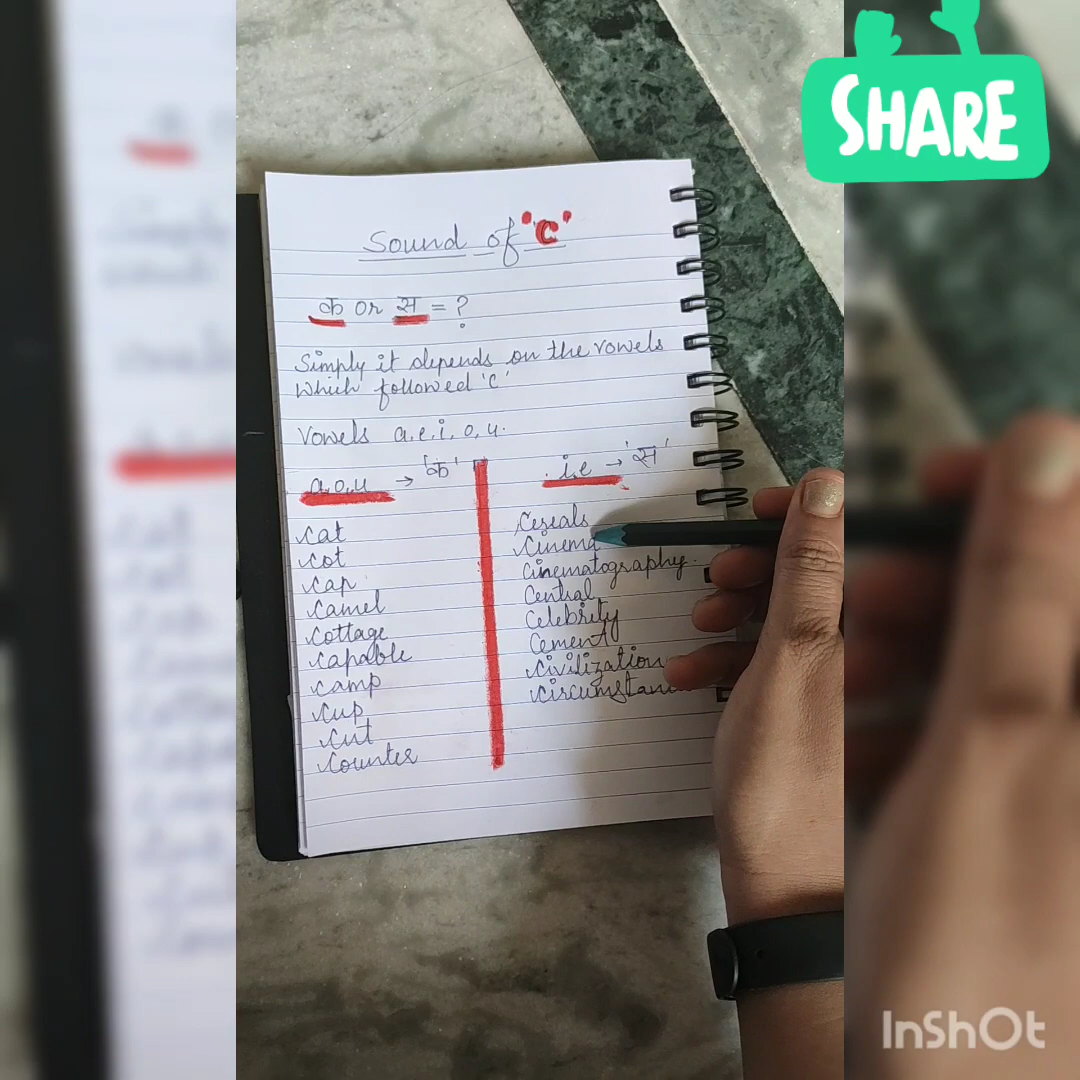 SHARE
Sound of 'C'
क or स = ?
Simply it depends on the vowels
which followed 'C'
Vowels a, e, i, o, u.
a, o, u → 'क'
Cat
Cot
Cap
Camel
Cottage
Capable
Camp
Cup
Cut
Counter
i, e → 'स'
Cereals
Cinema
Cinematography.
Central
Celebrity
Cement
Civilization
InShOt